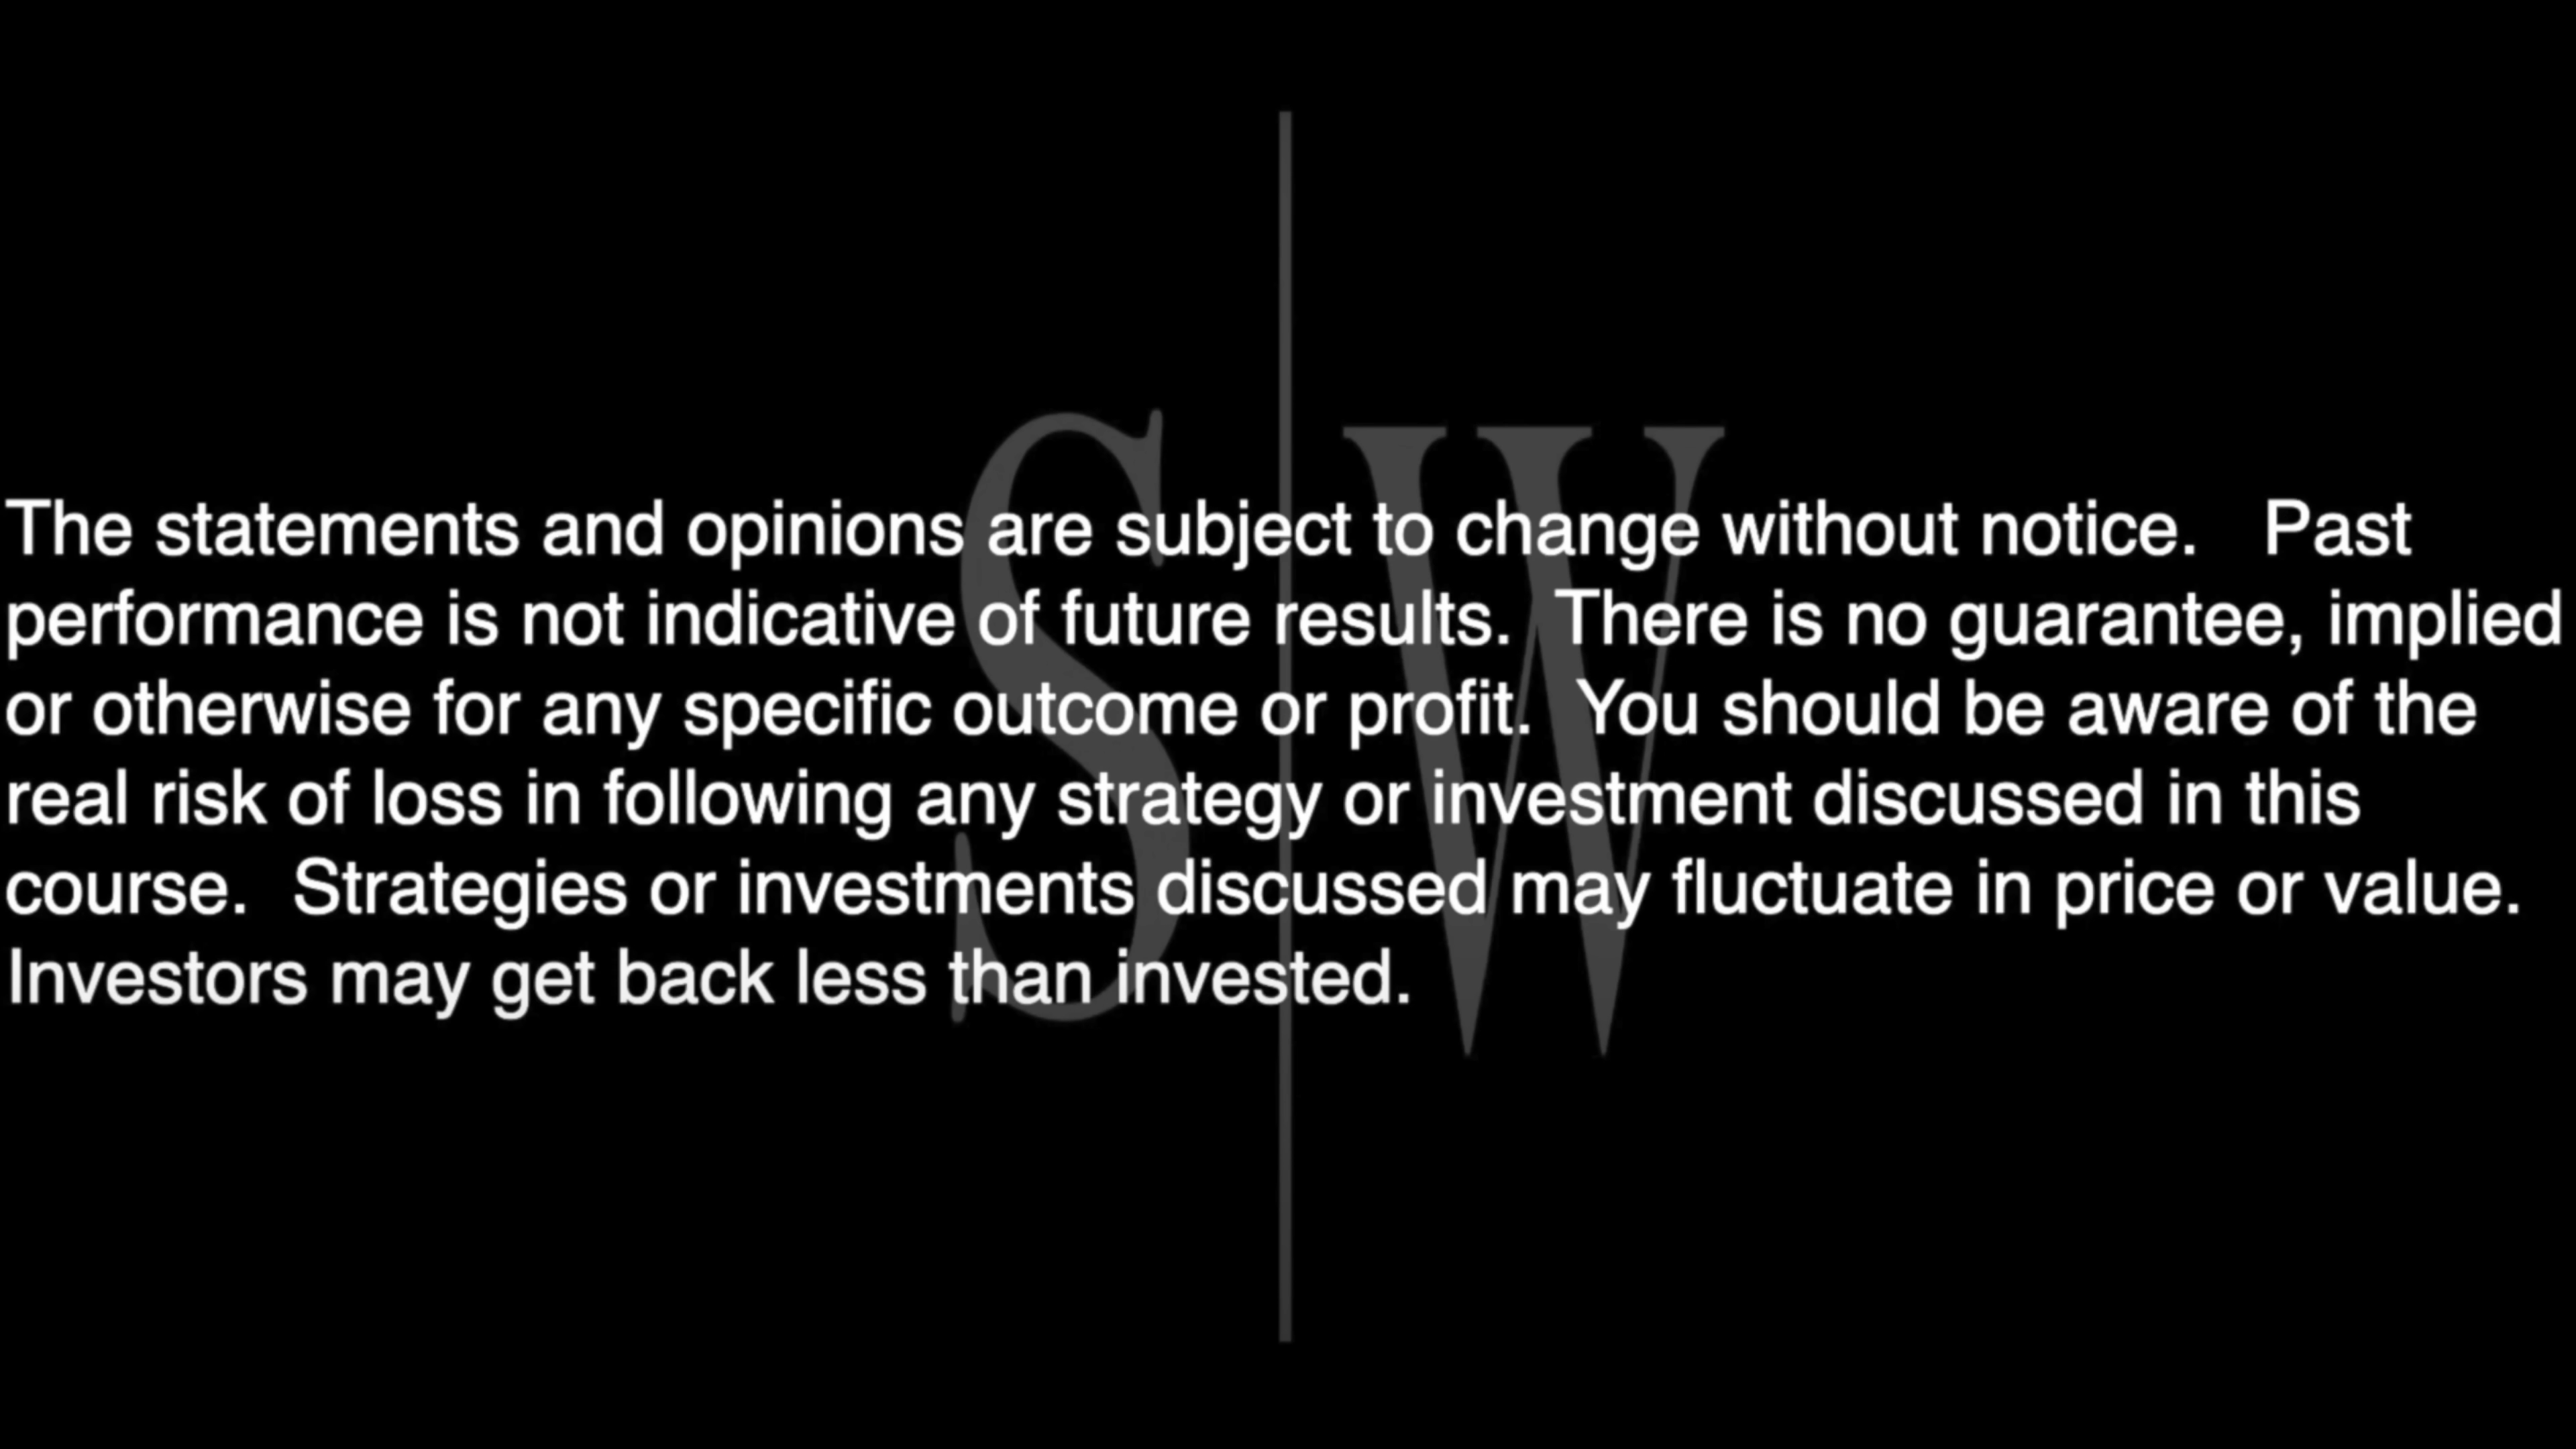 S W
The statements and opinions are subject to change without notice.   Past
performance is not indicative of future results.  There is no guarantee, implied
or otherwise for any specific outcome or profit.  You should be aware of the
real risk of loss in following any strategy or investment discussed in this
course.  Strategies or investments discussed may fluctuate in price or value.
Investors may get back less than invested.